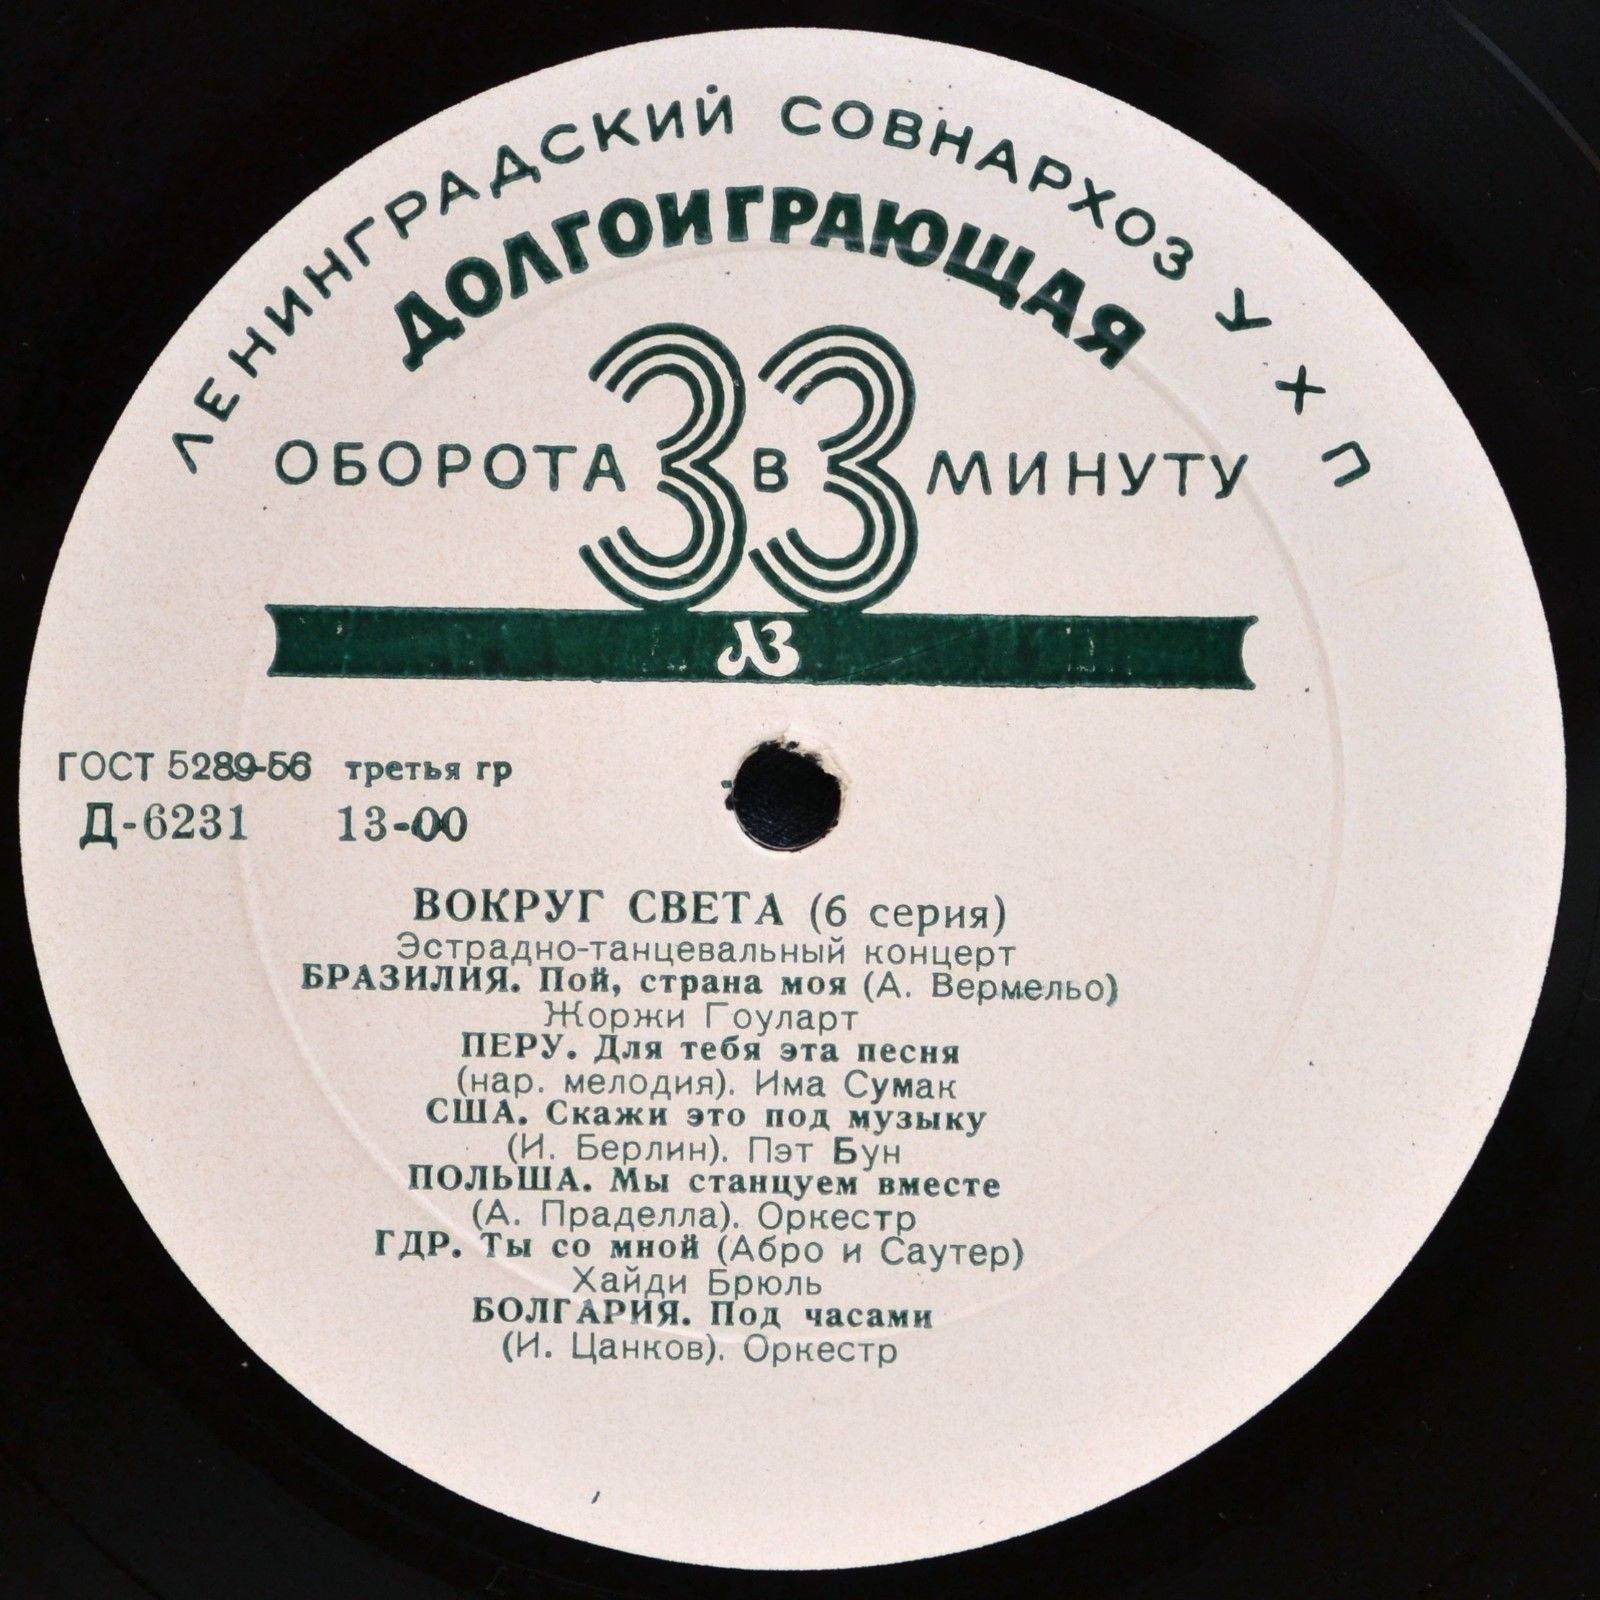 ЛЕНИНГРАДСКИЙ СОВНАРХОЗ УХП
ДОЛГОИГРАЮЩАЯ
33
ОБОРОТА В МИНУТУ
ЛЗ
ГОСТ 5289-56 третья гр
Д-6231 13-00
ВОКРУГ СВЕТА (6 серия)
Эстрадно-танцевальный концерт
БРАЗИЛИЯ. Пой, страна моя (А. Вермельо)
Жоржи Гоуларт
ПЕРУ. Для тебя эта песня
(нар. мелодия). Има Сумак
США. Скажи это под музыку
(И. Берлин). Пэт Бун
ПОЛЬША. Мы станцуем вместе
(А. Праделла). Оркестр
ГДР. Ты со мной (Абро и Саутер)
Хайди Брюль
БОЛГАРИЯ. Под часами
(И. Цанков). Оркестр